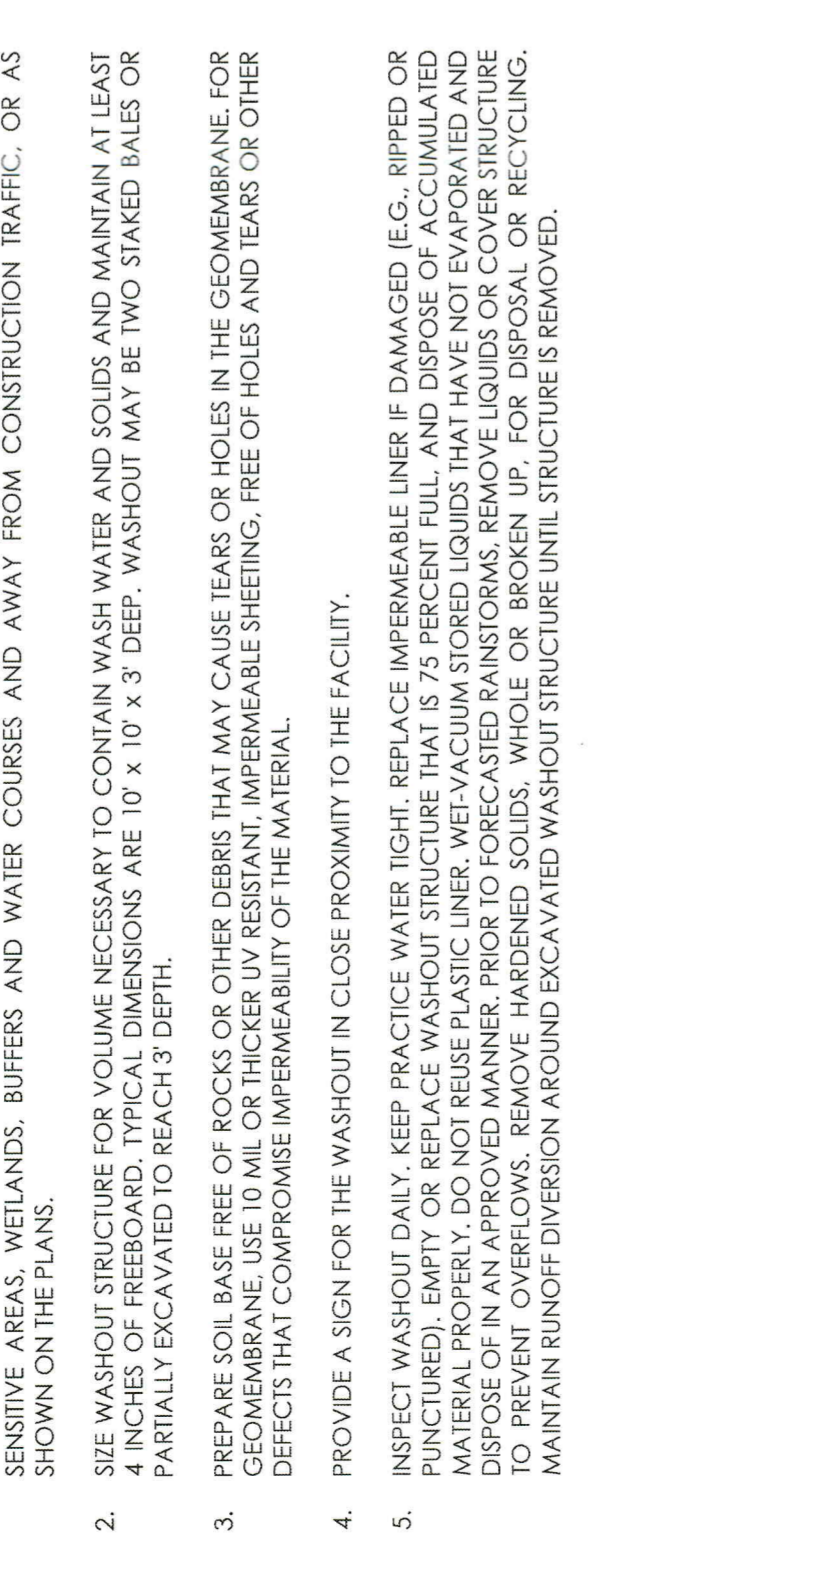 SENSITIVE AREAS, WETLANDS, BUFFERS AND WATER COURSES AND AWAY FROM CONSTRUCTION TRAFFIC, OR AS
SHOWN ON THE PLANS.
2. SIZE WASHOUT STRUCTURE FOR VOLUME NECESSARY TO CONTAIN WASH WATER AND SOLIDS AND MAINTAIN AT LEAST
4 INCHES OF FREEBOARD. TYPICAL DIMENSIONS ARE 10' x 10' x 3' DEEP. WASHOUT MAY BE TWO STAKED BALES OR
PARTIALLY EXCAVATED TO REACH 3' DEPTH.
3. PREPARE SOIL BASE FREE OF ROCKS OR OTHER DEBRIS THAT MAY CAUSE TEARS OR HOLES IN THE GEOMEMBRANE. FOR
GEOMEMBRANE, USE 10 MIL OR THICKER UV RESISTANT, IMPERMEABLE SHEETING, FREE OF HOLES AND TEARS OR OTHER
DEFECTS THAT COMPROMISE IMPERMEABILITY OF THE MATERIAL.
4. PROVIDE A SIGN FOR THE WASHOUT IN CLOSE PROXIMITY TO THE FACILITY.
5. INSPECT WASHOUT DAILY. KEEP PRACTICE WATER TIGHT. REPLACE IMPERMEABLE LINER IF DAMAGED (E.G., RIPPED OR
PUNCTURED). EMPTY OR REPLACE WASHOUT STRUCTURE THAT IS 75 PERCENT FULL, AND DISPOSE OF ACCUMULATED
MATERIAL PROPERLY. DO NOT REUSE PLASTIC LINER. WET-VACUUM STORED LIQUIDS THAT HAVE NOT EVAPORATED AND
DISPOSE OF IN AN APPROVED MANNER. PRIOR TO FORECASTED RAINSTORMS, REMOVE LIQUIDS OR COVER STRUCTURE
TO PREVENT OVERFLOWS. REMOVE HARDENED SOLIDS, WHOLE OR BROKEN UP, FOR DISPOSAL OR RECYCLING.
MAINTAIN RUNOFF DIVERSION AROUND EXCAVATED WASHOUT STRUCTURE UNTIL STRUCTURE IS REMOVED.